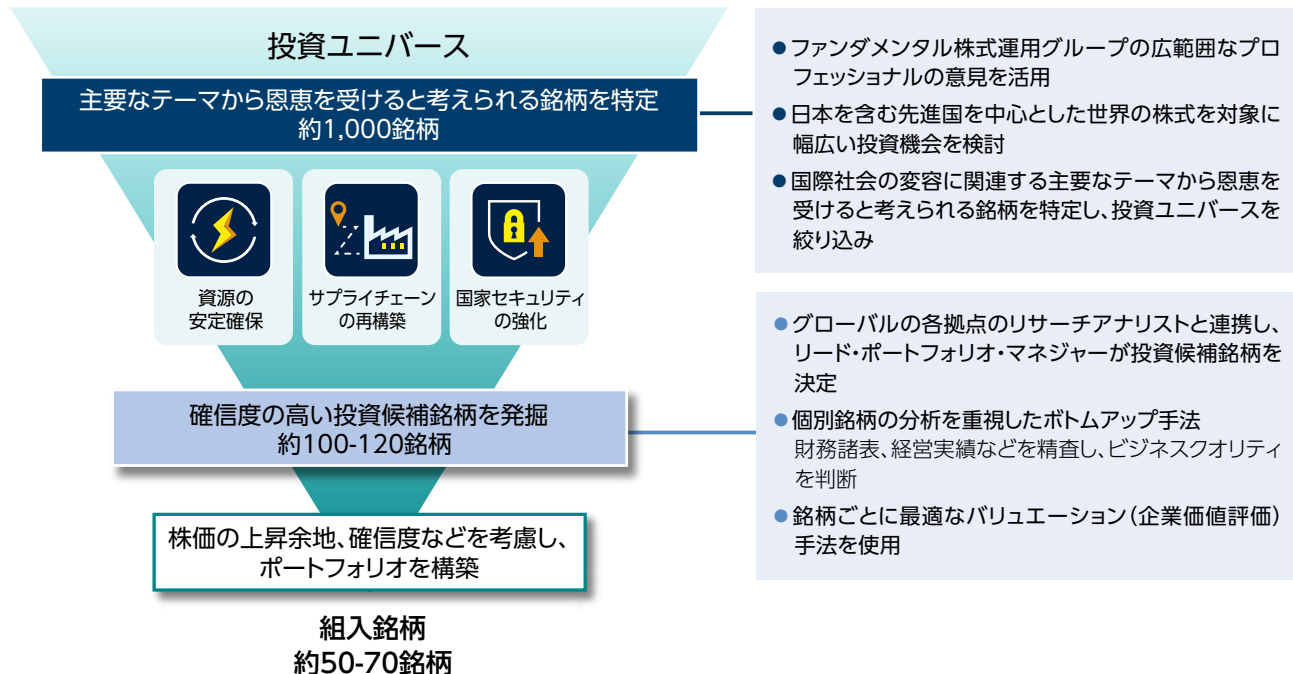 投資ユニバース
主要なテーマから恩恵を受けると考えられる銘柄を特定
約1,000銘柄
資源の
安定確保
サプライチェーン
の再構築
国家セキュリティ
の強化
確信度の高い投資候補銘柄を発掘
約100-120銘柄
株価の上昇余地、確信度などを考慮し、
ポートフォリオを構築
組入銘柄
約50-70銘柄
●ファンダメンタル株式運用グループの広範囲なプロ
フェッショナルの意見を活用
●日本を含む先進国を中心とした世界の株式を対象に
幅広い投資機会を検討
●国際社会の変容に関連する主要なテーマから恩恵を
受けると考えられる銘柄を特定し、投資ユニバースを
絞り込み
●グローバルの各拠点のリサーチアナリストと連携し、
リード・ポートフォリオ・マネジャーが投資候補銘柄を
決定
●個別銘柄の分析を重視したボトムアップ手法
財務諸表、経営実績などを精査し、ビジネスクオリティ
を判断
●銘柄ごとに最適なバリュエーション（企業価値評価）
手法を使用